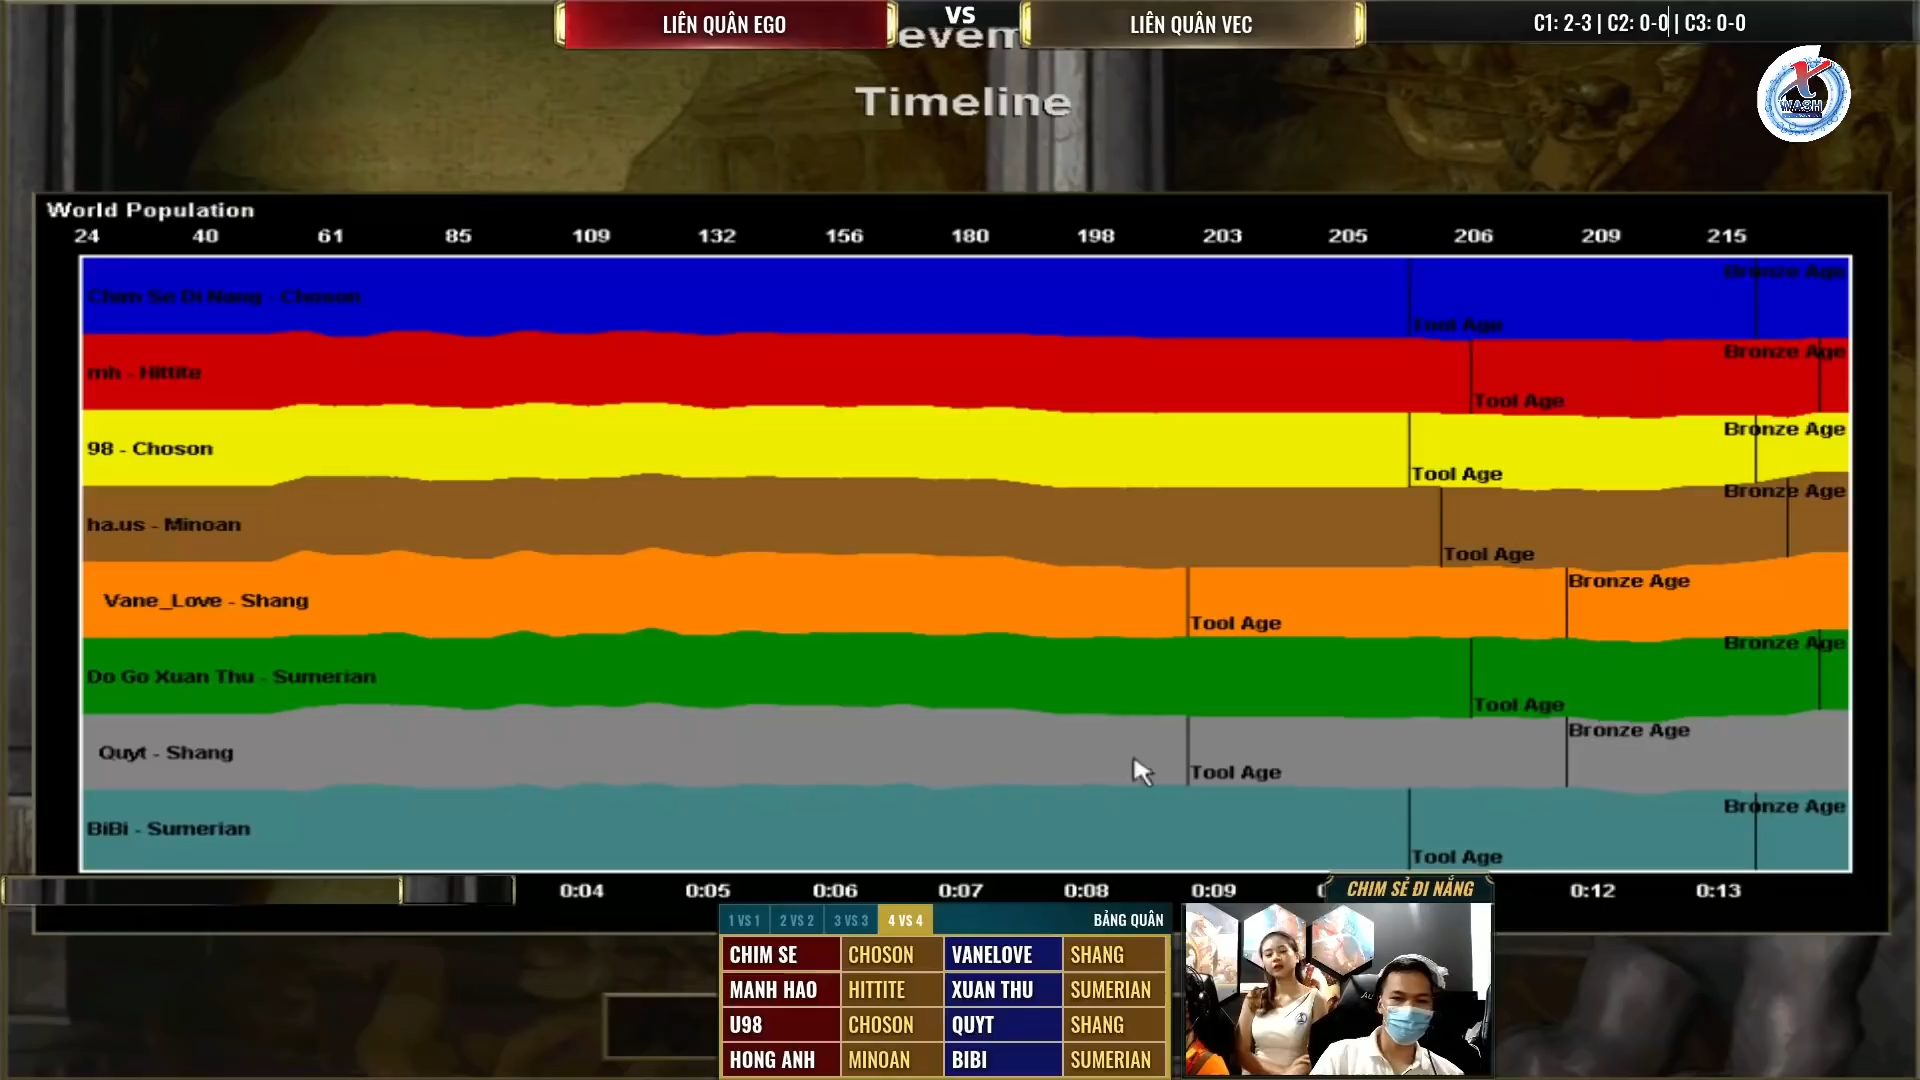 LIÊN QUÂN EGO
VS
LIÊN QUÂN VEC
C1: 2-3 | C2: 0-0 | C3: 0-0
Timeline
WASH
World Population
24 40 61 85 109 132 156 180 198 203 205 206 209 215
Bronze Age
Chim Se Di Nang - Choson
Tool Age
Bronze Age
mh - Hittite
Tool Age
Bronze Age
98 - Choson
Tool Age
Bronze Age
ha.us - Minoan
Tool Age
Bronze Age
Vane_Love - Shang
Tool Age
Bronze Age
Do Go Xuan Thu - Sumerian
Tool Age
Bronze Age
Quyt - Shang
Tool Age
Bronze Age
BiBi - Sumerian
Tool Age
0:04 0:05 0:06 0:07 0:08 0:09 0:12 0:13
CHIM SẺ ĐI NẮNG
1 VS 1 2 VS 2 3 VS 3 4 VS 4 BẢNG QUÂN
CHIM SE CHOSON VANELOVE SHANG
MANH HAO HITTITE XUAN THU SUMERIAN
U98 CHOSON QUYT SHANG
HONG ANH MINOAN BIBI SUMERIAN